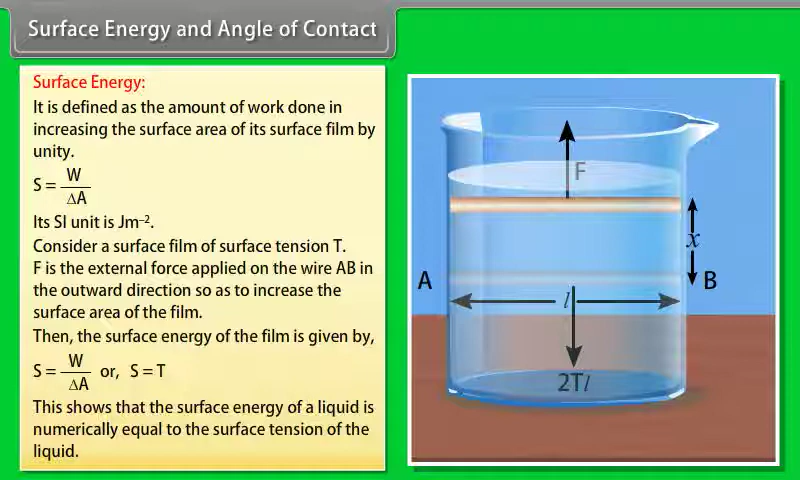 Surface Energy and Angle of Contact
Surface Energy:
It is defined as the amount of work done in
increasing the surface area of its surface film by
unity.
S = W/ΔA
Its SI unit is Jm⁻².
Consider a surface film of surface tension T.
F is the external force applied on the wire AB in
the outward direction so as to increase the
surface area of the film.
Then, the surface energy of the film is given by,
S = W/ΔA or, S = T
This shows that the surface energy of a liquid is
numerically equal to the surface tension of the
liquid.
F
x
A
B
l
2Tl